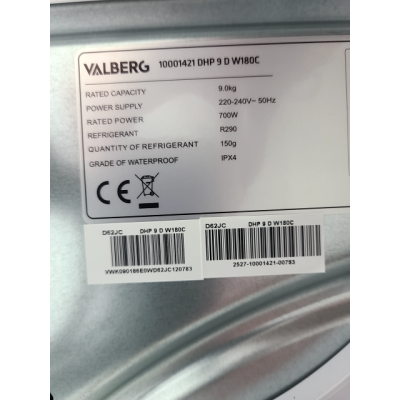 VALBERG 10001421 DHP 9 D W180C
RATED CAPACITY 9.0kg
POWER SUPPLY 220-240V~ 50Hz
RATED POWER 700W
REFRIGERANT R290
QUANTITY OF REFRIGERANT 150g
GRADE OF WATERPROOF IPX4
CE
D62JC DHP 9 D W180C
VWK090186E0WD62JC120783
D62JC DHP 9 D W180C
2527-10001421-00783